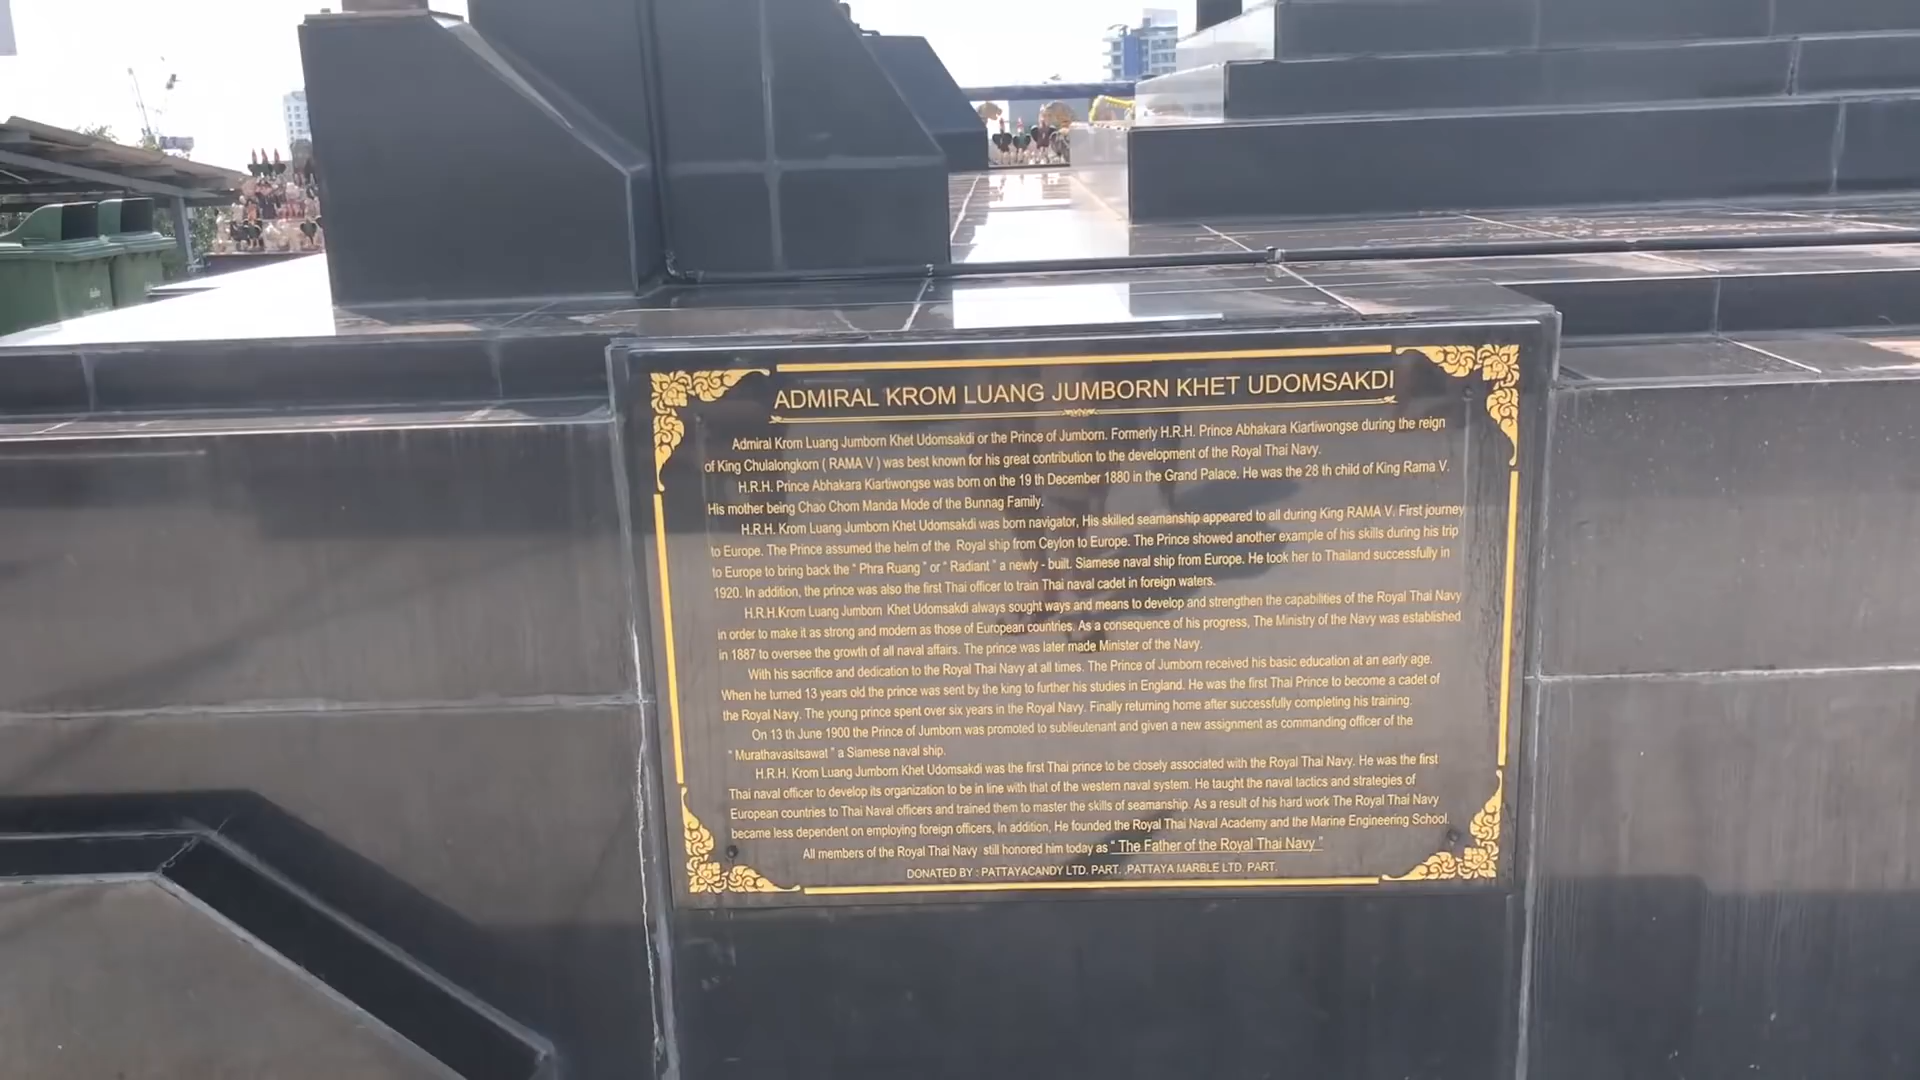 ADMIRAL KROM LUANG JUMBORN KHET UDOMSAKDI
Admiral Krom Luang Jumborn Khet Udomsakdi or the Prince of Jumborn. Formerly H.R.H. Prince Abhakara Kiartiwongse during the reign
of King Chulalongkorn ( RAMA V ) was best known for his great contribution to the development of the Royal Thai Navy.
H.R.H. Prince Abhakara Kiartiwongse was born on the 19 th December 1880 in the Grand Palace. He was the 28 th child of King Rama V.
His mother being Chao Chom Manda Mode of the Bunnag Family.
H.R.H. Krom Luang Jumborn Khet Udomsakdi was born navigator, His skilled seamanship appeared to all during King RAMA V. First journey
to Europe. The Prince assumed the helm of the Royal ship from Ceylon to Europe. The Prince showed another example of his skills during his trip
to Europe to bring back the " Phra Ruang " or " Radiant " a newly - built. Siamese naval ship from Europe. He took her to Thailand successfully in
1920. In addition, the prince was also the first Thai officer to train Thai naval cadet in foreign waters.
H.R.H.Krom Luang Jumborn Khet Udomsakdi always sought ways and means to develop and strengthen the capabilities of the Royal Thai Navy
in order to make it as strong and modern as those of European countries. As a consequence of his progress, The Ministry of the Navy was established
in 1887 to oversee the growth of all naval affairs. The prince was later made Minister of the Navy.
With his sacrifice and dedication to the Royal Thai Navy at all times. The Prince of Jumborn received his basic education at an early age.
When he turned 13 years old the prince was sent by the king to further his studies in England. He was the first Thai Prince to become a cadet of
the Royal Navy. The young prince spent over six years in the Royal Navy. Finally returning home after successfully completing his training.
On 13 th June 1900 the Prince of Jumborn was promoted to sublieutenant and given a new assignment as commanding officer of the
" Murathavasitsawat " a Siamese naval ship.
H.R.H. Krom Luang Jumborn Khet Udomsakdi was the first Thai prince to be closely associated with the Royal Thai Navy. He was the first
Thai naval officer to develop its organization to be in line with that of the western naval system. He taught the naval tactics and strategies of
European countries to Thai Naval officers and trained them to master the skills of seamanship. As a result of his hard work The Royal Thai Navy
became less dependent on employing foreign officers, In addition, He founded the Royal Thai Naval Academy and the Marine Engineering School.
All members of the Royal Thai Navy still honored him today as " The Father of the Royal Thai Navy "
DONATED BY : PATTAYACANDY LTD. PART. ,PATTAYA MARBLE LTD. PART.